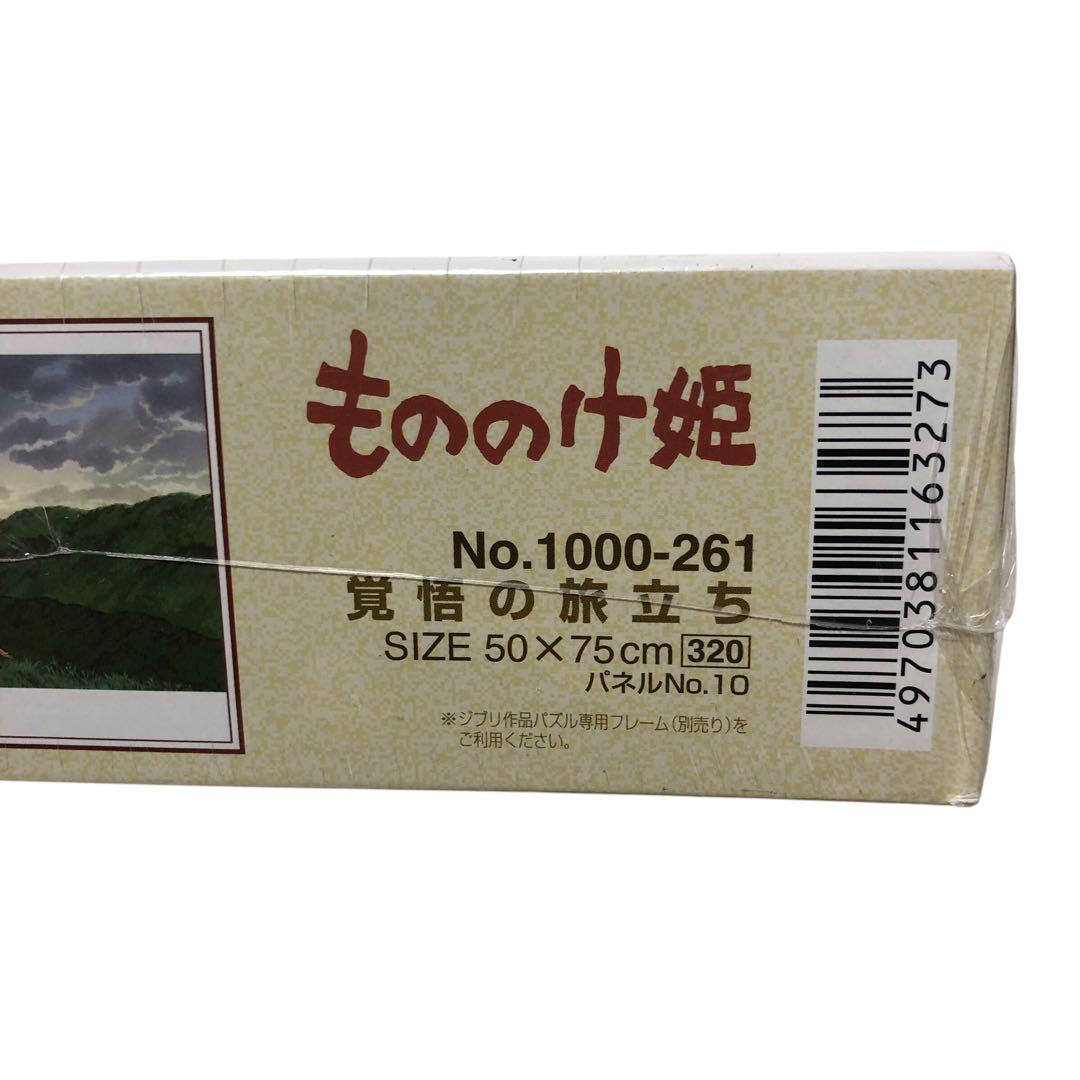 もののけ姫
No.1000-261
覚悟の旅立ち
SIZE 50×75cm 320
パネルNo.10
※ジブリ作品パズル専用フレーム(別売り)を
ご利用ください。
4970381163273